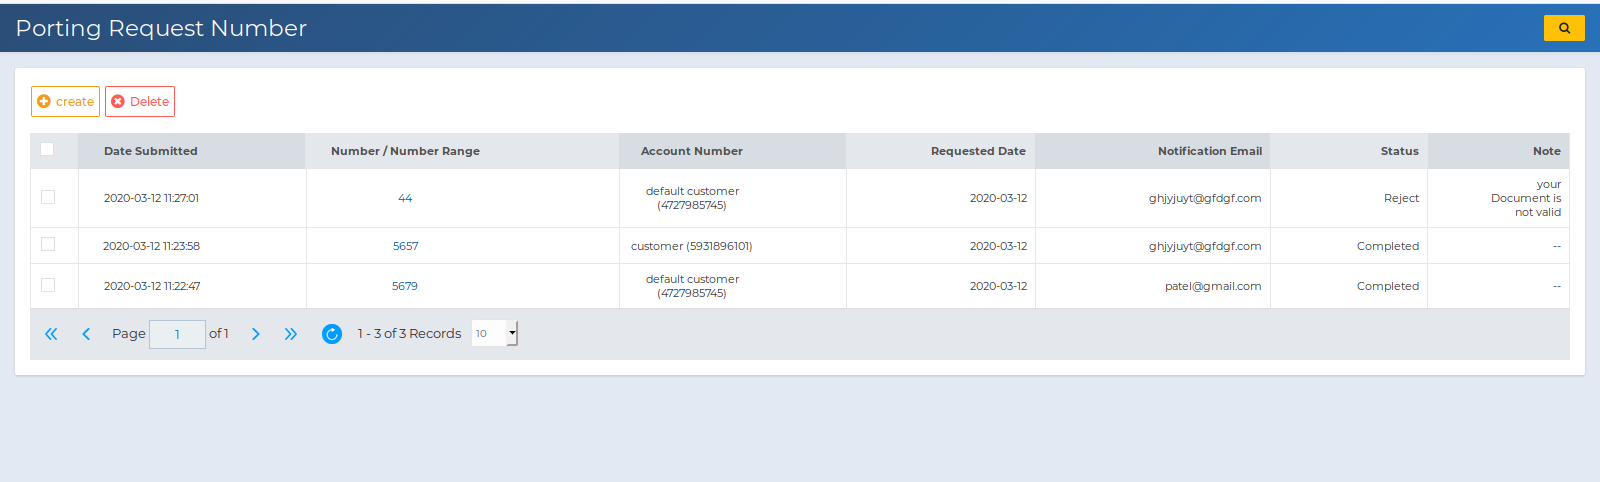 Porting Request Number
create Delete
Date Submitted Number / Number Range Account Number Requested Date Notification Email Status Note
2020-03-12 11:27:01 44 default customer (4727985745) 2020-03-12 ghjyjuyt@gfdgf.com Reject your Document is not valid
2020-03-12 11:23:58 5657 customer (5931896101) 2020-03-12 ghjyjuyt@gfdgf.com Completed --
2020-03-12 11:22:47 5679 default customer (4727985745) 2020-03-12 patel@gmail.com Completed --
Page 1 of 1 1 - 3 of 3 Records 10